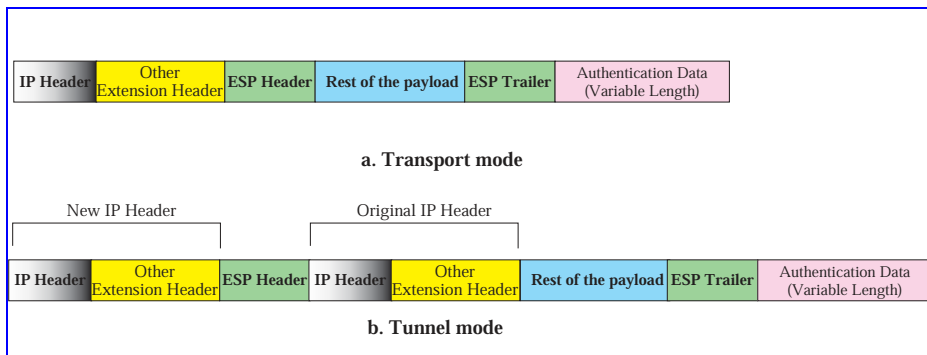 IP Header Other Extension Header ESP Header Rest of the payload ESP Trailer Authentication Data (Variable Length)
a. Transport mode
New IP Header Original IP Header
IP Header Other Extension Header ESP Header IP Header Other Extension Header Rest of the payload ESP Trailer Authentication Data (Variable Length)
b. Tunnel mode